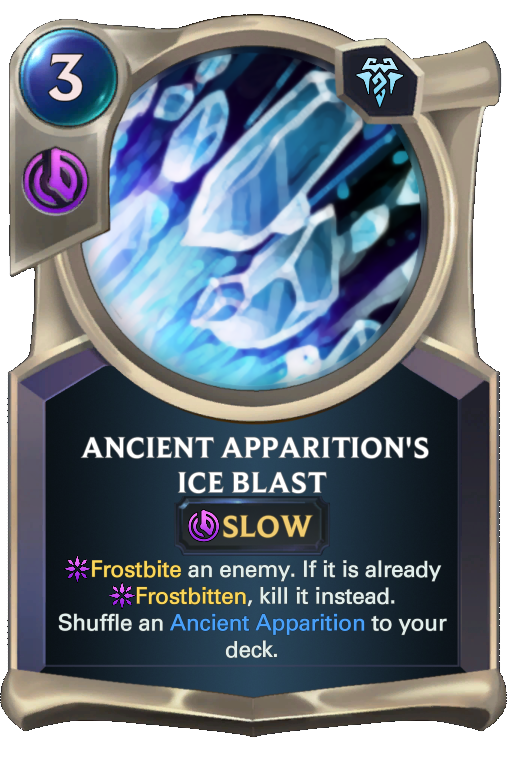 3
ANCIENT APPARITION'S
ICE BLAST
SLOW
Frostbite an enemy. If it is already
Frostbitten, kill it instead.
Shuffle an Ancient Apparition to your
deck.